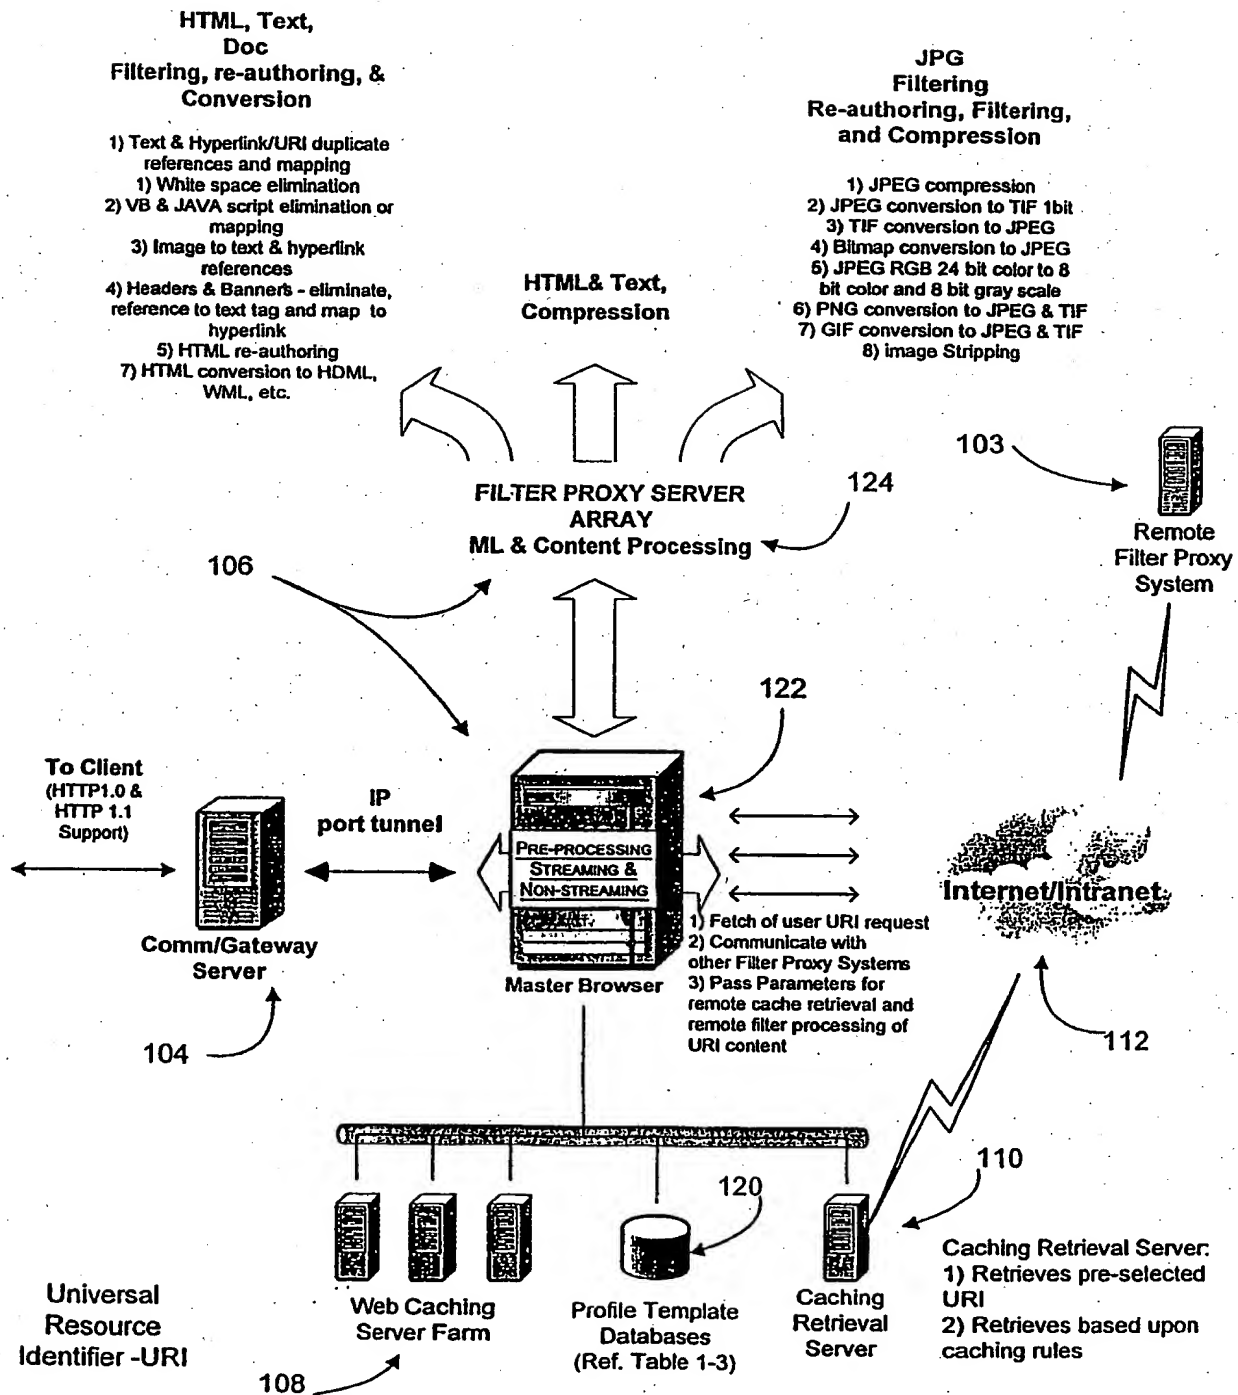 HTML, Text,
Doc
Filtering, re-authoring, &
Conversion
1) Text & Hyperlink/URI duplicate
references and mapping
1) White space elimination
2) VB & JAVA script elimination or
mapping
3) Image to text & hyperlink
references
4) Headers & Banners - eliminate,
reference to text tag and map to
hyperlink
5) HTML re-authoring
7) HTML conversion to HDML,
WML, etc.
HTML& Text,
Compression
JPG
Filtering
Re-authoring, Filtering,
and Compression
1) JPEG compression
2) JPEG conversion to TIF 1bit
3) TIF conversion to JPEG
4) Bitmap conversion to JPEG
5) JPEG RGB 24 bit color to 8
bit color and 8 bit gray scale
6) PNG conversion to JPEG & TIF
7) GIF conversion to JPEG & TIF
8) image Stripping
FILTER PROXY SERVER
ARRAY
ML & Content Processing
124
103
Remote
Filter Proxy
System
106
122
To Client
(HTTP1.0 &
HTTP 1.1
Support)
IP
port tunnel
PRE-PROCESSING
STREAMING &
NON-STREAMING
Internet/Intranet
Comm/Gateway
Server
Master Browser
1) Fetch of user URI request
2) Communicate with
other Filter Proxy Systems
3) Pass Parameters for
remote cache retrieval and
remote filter processing of
URI content
104
112
110
120
Universal
Resource
Identifier -URI
Web Caching
Server Farm
108
Profile Template
Databases
(Ref. Table 1-3)
Caching
Retrieval
Server
Caching Retrieval Server:
1) Retrieves pre-selected
URI
2) Retrieves based upon
caching rules